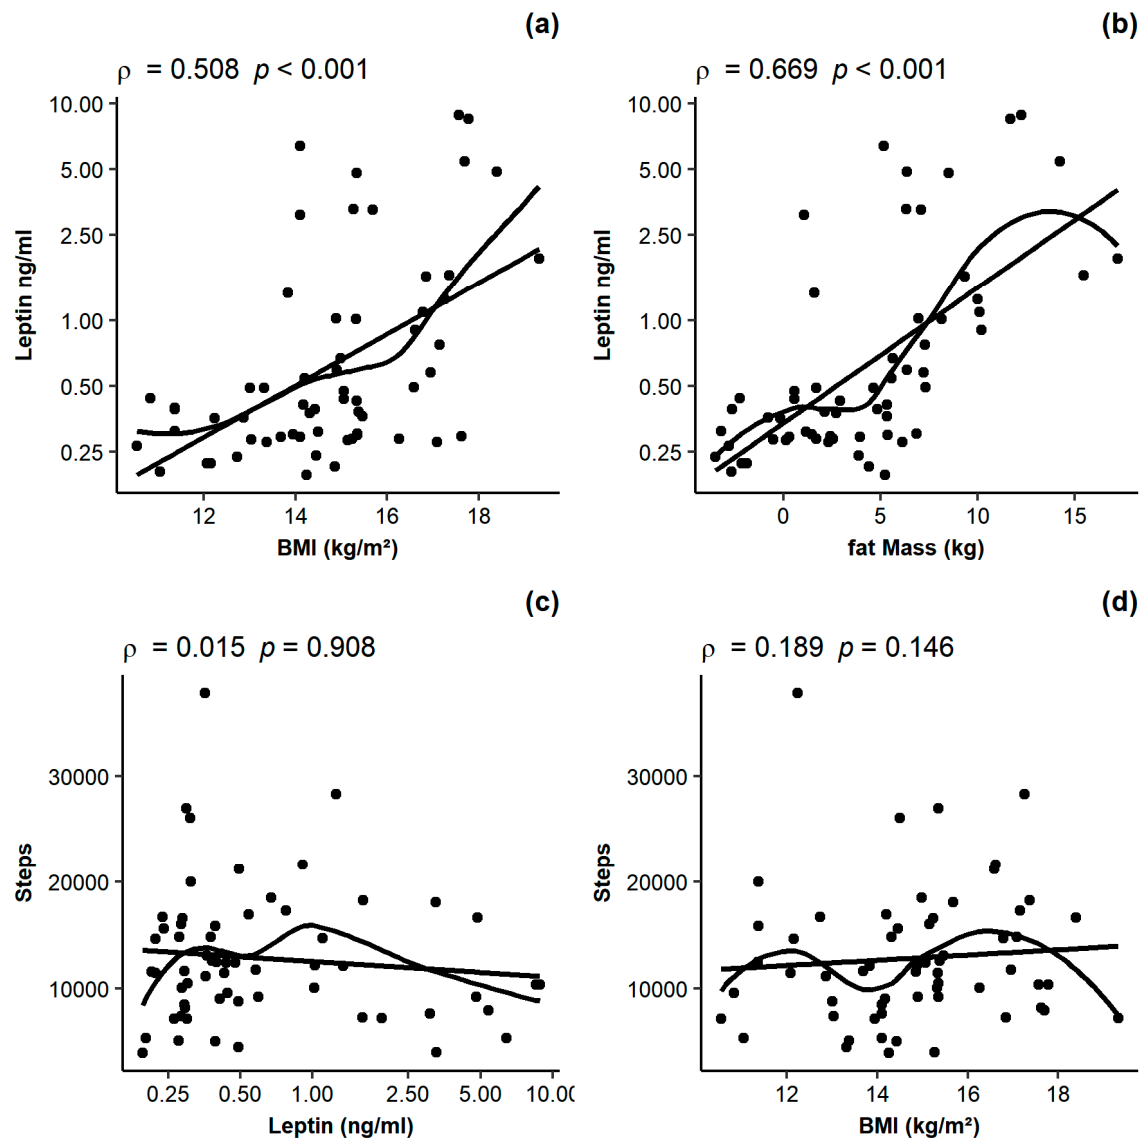 (a)
ρ = 0.508 p < 0.001
10.00
5.00
2.50
1.00
0.50
0.25
Leptin ng/ml
12 14 16 18
BMI (kg/m²)
(b)
ρ = 0.669 p < 0.001
10.00
5.00
2.50
1.00
0.50
0.25
Leptin ng/ml
0 5 10 15
fat Mass (kg)
(c)
ρ = 0.015 p = 0.908
30000
20000
10000
Steps
0.25 0.50 1.00 2.50 5.00 10.00
Leptin (ng/ml)
(d)
ρ = 0.189 p = 0.146
30000
20000
10000
Steps
12 14 16 18
BMI (kg/m²)